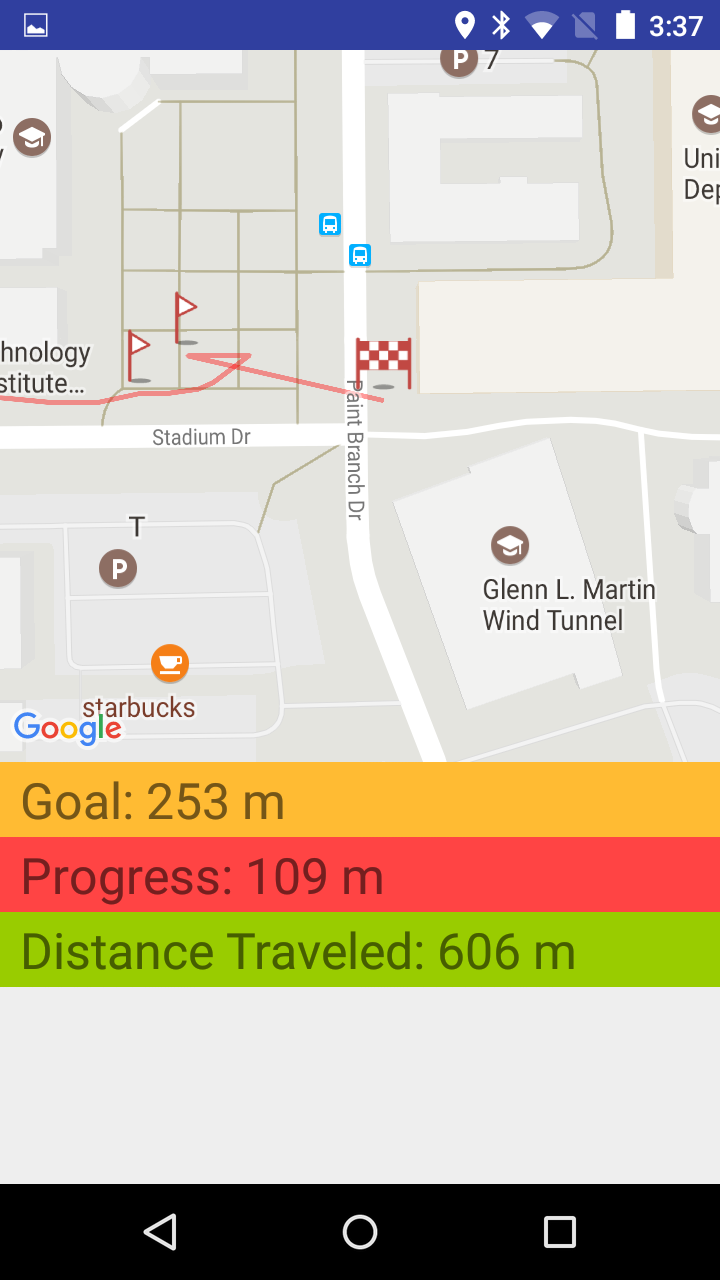 3:37
P 7
Uni
Dep
hnology
stitute...
Stadium Dr
Paint Branch Dr
T
P
Glenn L. Martin
Wind Tunnel
starbucks
Google
Goal: 253 m
Progress: 109 m
Distance Traveled: 606 m